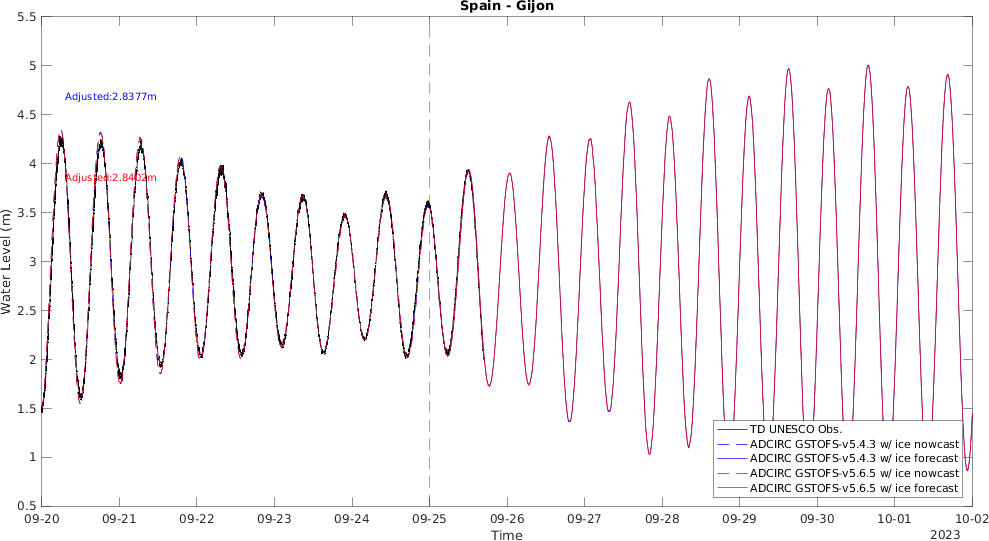 Spain - Gijon
5.5
5
4.5
4
3.5
3
2.5
2
1.5
1
0.5
Water Level (m)
Adjusted:2.8377m
Adjusted:2.8402m
TD UNESCO Obs.
ADCIRC GSTOFS-v5.4.3 w/ ice nowcast
ADCIRC GSTOFS-v5.4.3 w/ ice forecast
ADCIRC GSTOFS-v5.6.5 w/ ice nowcast
ADCIRC GSTOFS-v5.6.5 w/ ice forecast
09-20 09-21 09-22 09-23 09-24 09-25 09-26 09-27 09-28 09-29 09-30 10-01 10-02
Time
2023